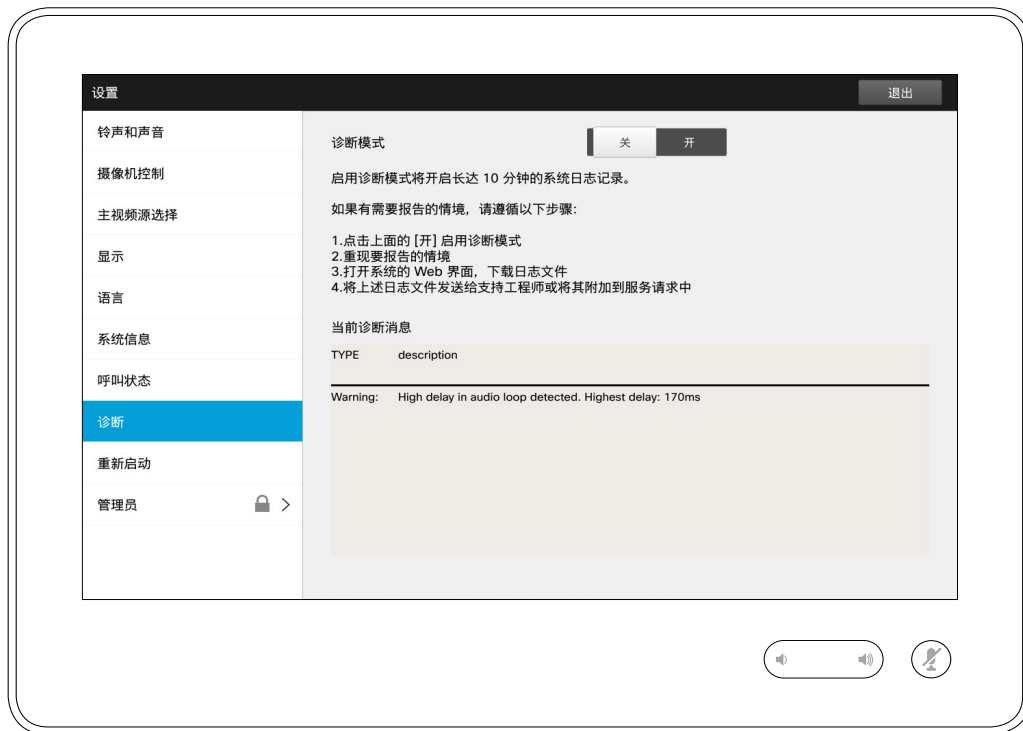 设置
退出
铃声和声音
摄像机控制
主视频源选择
显示
语言
系统信息
呼叫状态
诊断
重新启动
管理员
诊断模式
关
开
启用诊断模式将开启长达 10 分钟的系统日志记录。
如果有需要报告的情境，请遵循以下步骤:
1.点击上面的 [开] 启用诊断模式
2.重现要报告的情境
3.打开系统的 Web 界面，下载日志文件
4.将上述日志文件发送给支持工程师或将其附加到服务请求中
当前诊断消息
TYPE description
Warning: High delay in audio loop detected. Highest delay: 170ms